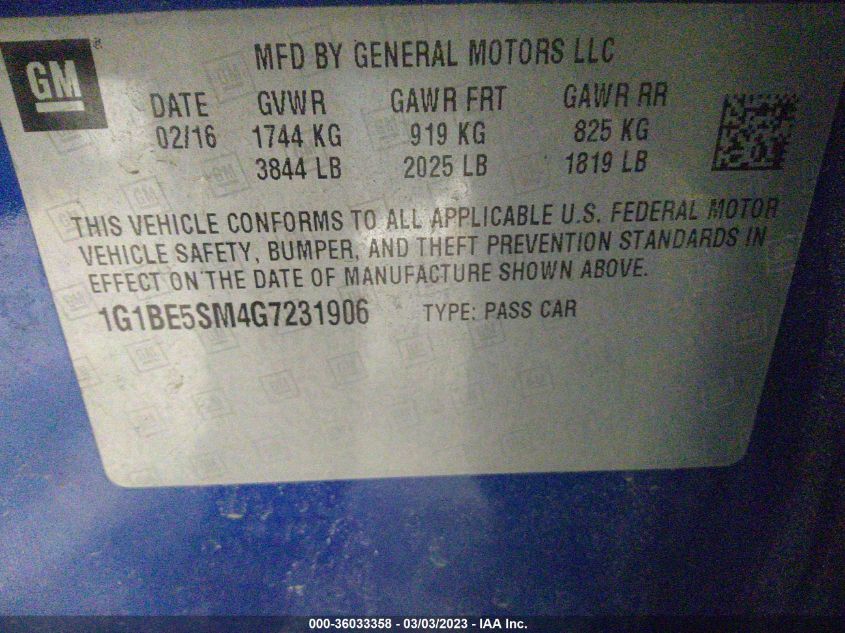 GM
MFD BY GENERAL MOTORS LLC
DATE GVWR GAWR FRT GAWR RR
02/16 1744 KG 919 KG 825 KG
3844 LB 2025 LB 1819 LB
THIS VEHICLE CONFORMS TO ALL APPLICABLE U.S. FEDERAL MOTOR
VEHICLE SAFETY, BUMPER, AND THEFT PREVENTION STANDARDS IN
EFFECT ON THE DATE OF MANUFACTURE SHOWN ABOVE.
1G1BE5SM4G7231906 TYPE: PASS CAR
000-36033358 - 03/03/2023 - IAA Inc.